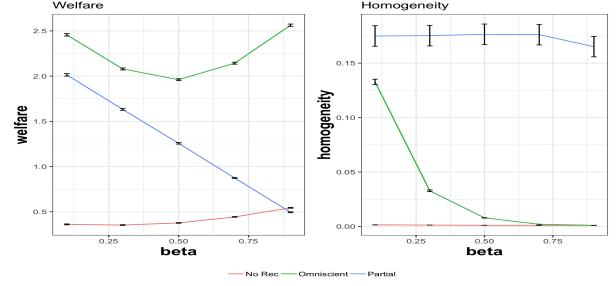 Welfare
2.5
2.0
1.5
1.0
0.5
welfare
0.25
0.50
0.75
beta
Homogeneity
0.15
0.10
0.05
0.00
homogeneity
0.25
0.50
0.75
beta
No Rec Omniscient Partial